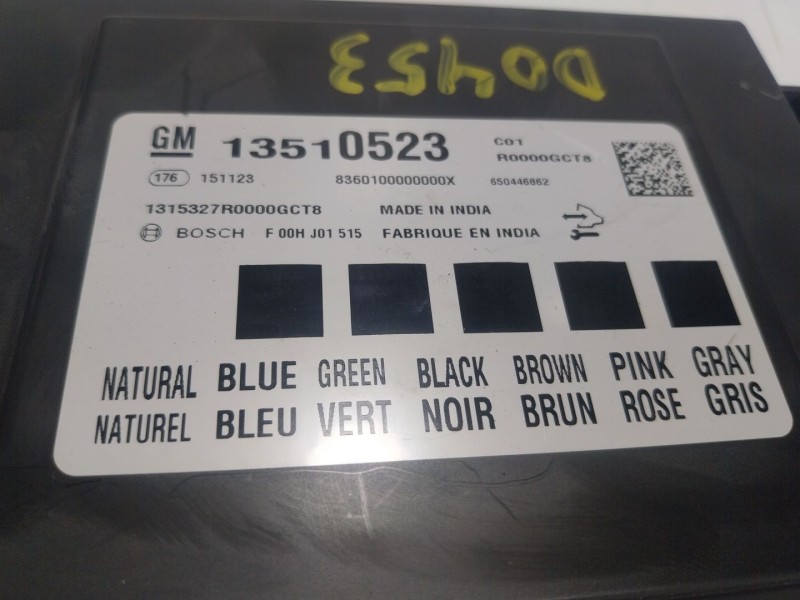 D0453
GM 13510523 C01
R0000GCT8
176 151123 8360100000000X 650446862
1315327R0000GCT8 MADE IN INDIA
BOSCH F 00H J01 515 FABRIQUE EN INDIA
NATURAL BLUE GREEN BLACK BROWN PINK GRAY
NATUREL BLEU VERT NOIR BRUN ROSE GRIS